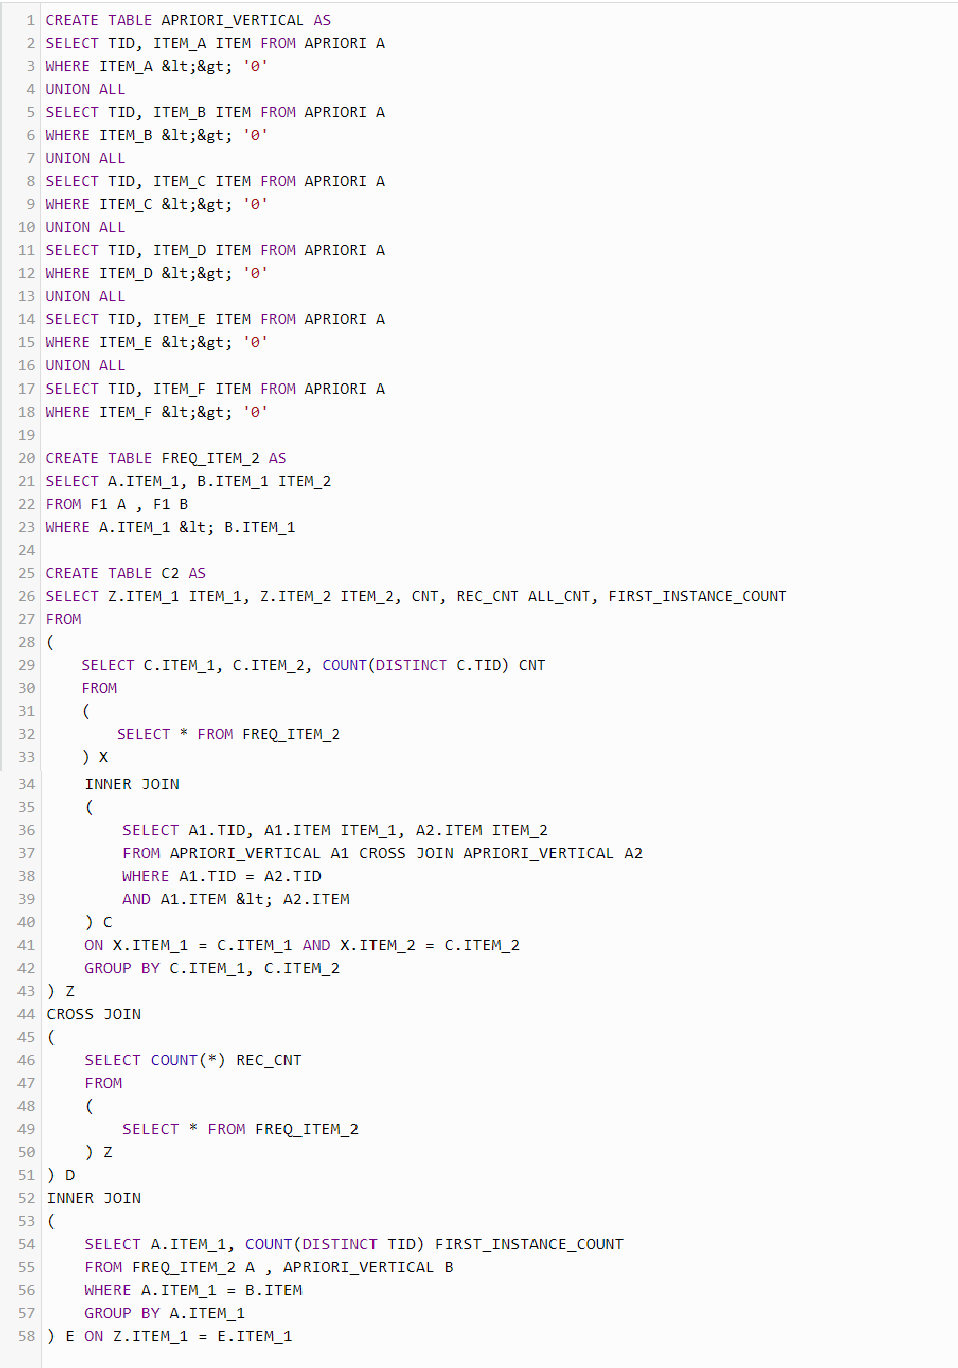 1 CREATE TABLE APRIORI_VERTICAL AS
2 SELECT TID, ITEM_A ITEM FROM APRIORI A
3 WHERE ITEM_A &lt;&gt; '0'
4 UNION ALL
5 SELECT TID, ITEM_B ITEM FROM APRIORI A
6 WHERE ITEM_B &lt;&gt; '0'
7 UNION ALL
8 SELECT TID, ITEM_C ITEM FROM APRIORI A
9 WHERE ITEM_C &lt;&gt; '0'
10 UNION ALL
11 SELECT TID, ITEM_D ITEM FROM APRIORI A
12 WHERE ITEM_D &lt;&gt; '0'
13 UNION ALL
14 SELECT TID, ITEM_E ITEM FROM APRIORI A
15 WHERE ITEM_E &lt;&gt; '0'
16 UNION ALL
17 SELECT TID, ITEM_F ITEM FROM APRIORI A
18 WHERE ITEM_F &lt;&gt; '0'
19
20 CREATE TABLE FREQ_ITEM_2 AS
21 SELECT A.ITEM_1, B.ITEM_1 ITEM_2
22 FROM F1 A , F1 B
23 WHERE A.ITEM_1 &lt; B.ITEM_1
24
25 CREATE TABLE C2 AS
26 SELECT Z.ITEM_1 ITEM_1, Z.ITEM_2 ITEM_2, CNT, REC_CNT ALL_CNT, FIRST_INSTANCE_COUNT
27 FROM
28 (
29     SELECT C.ITEM_1, C.ITEM_2, COUNT(DISTINCT C.TID) CNT
30     FROM
31     (
32         SELECT * FROM FREQ_ITEM_2
33     ) X
34     INNER JOIN
35     (
36         SELECT A1.TID, A1.ITEM ITEM_1, A2.ITEM ITEM_2
37         FROM APRIORI_VERTICAL A1 CROSS JOIN APRIORI_VERTICAL A2
38         WHERE A1.TID = A2.TID
39         AND A1.ITEM &lt; A2.ITEM
40     ) C
41     ON X.ITEM_1 = C.ITEM_1 AND X.ITEM_2 = C.ITEM_2
42     GROUP BY C.ITEM_1, C.ITEM_2
43 ) Z
44 CROSS JOIN
45 (
46     SELECT COUNT(*) REC_CNT
47     FROM
48     (
49         SELECT * FROM FREQ_ITEM_2
50     ) Z
51 ) D
52 INNER JOIN
53 (
54     SELECT A.ITEM_1, COUNT(DISTINCT TID) FIRST_INSTANCE_COUNT
55     FROM FREQ_ITEM_2 A , APRIORI_VERTICAL B
56     WHERE A.ITEM_1 = B.ITEM
57     GROUP BY A.ITEM_1
58 ) E ON Z.ITEM_1 = E.ITEM_1